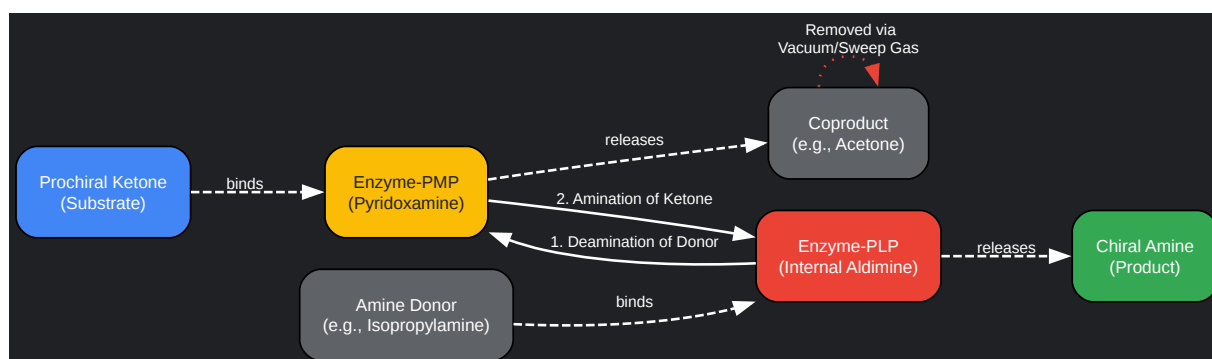 Removed via
Vacuum/Sweep Gas
Coproduct
(e.g., Acetone)
releases
Prochiral Ketone
(Substrate)
binds
Enzyme-PMP
(Pyridoxamine)
2. Amination of Ketone
1. Deamination of Donor
Enzyme-PLP
(Internal Aldimine)
releases
Chiral Amine
(Product)
Amine Donor
(e.g., Isopropylamine)
binds